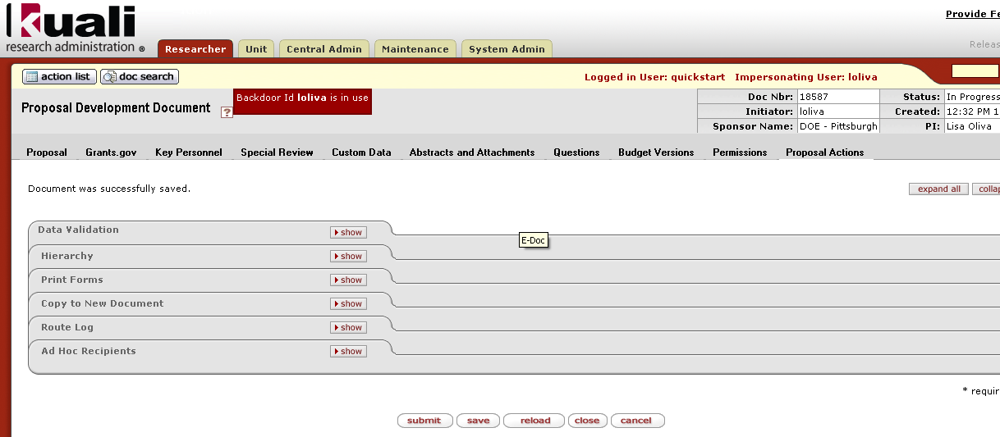 kuali
research administration ®
Provide Fe
Releas
Researcher Unit Central Admin Maintenance System Admin
action list doc search
Logged in User: quickstart Impersonating User: loliva
Proposal Development Document ?
Backdoor Id loliva is in use
Doc Nbr: 18587 Status: In Progress
Initiator: loliva Created: 12:32 PM 1
Sponsor Name: DOE - Pittsburgh PI: Lisa Oliva
Proposal Grants.gov Key Personnel Special Review Custom Data Abstracts and Attachments Questions Budget Versions Permissions Proposal Actions
Document was successfully saved.
expand all collap
Data Validation show
E-Doc
Hierarchy show
Print Forms show
Copy to New Document show
Route Log show
Ad Hoc Recipients show
* requir
submit save reload close cancel